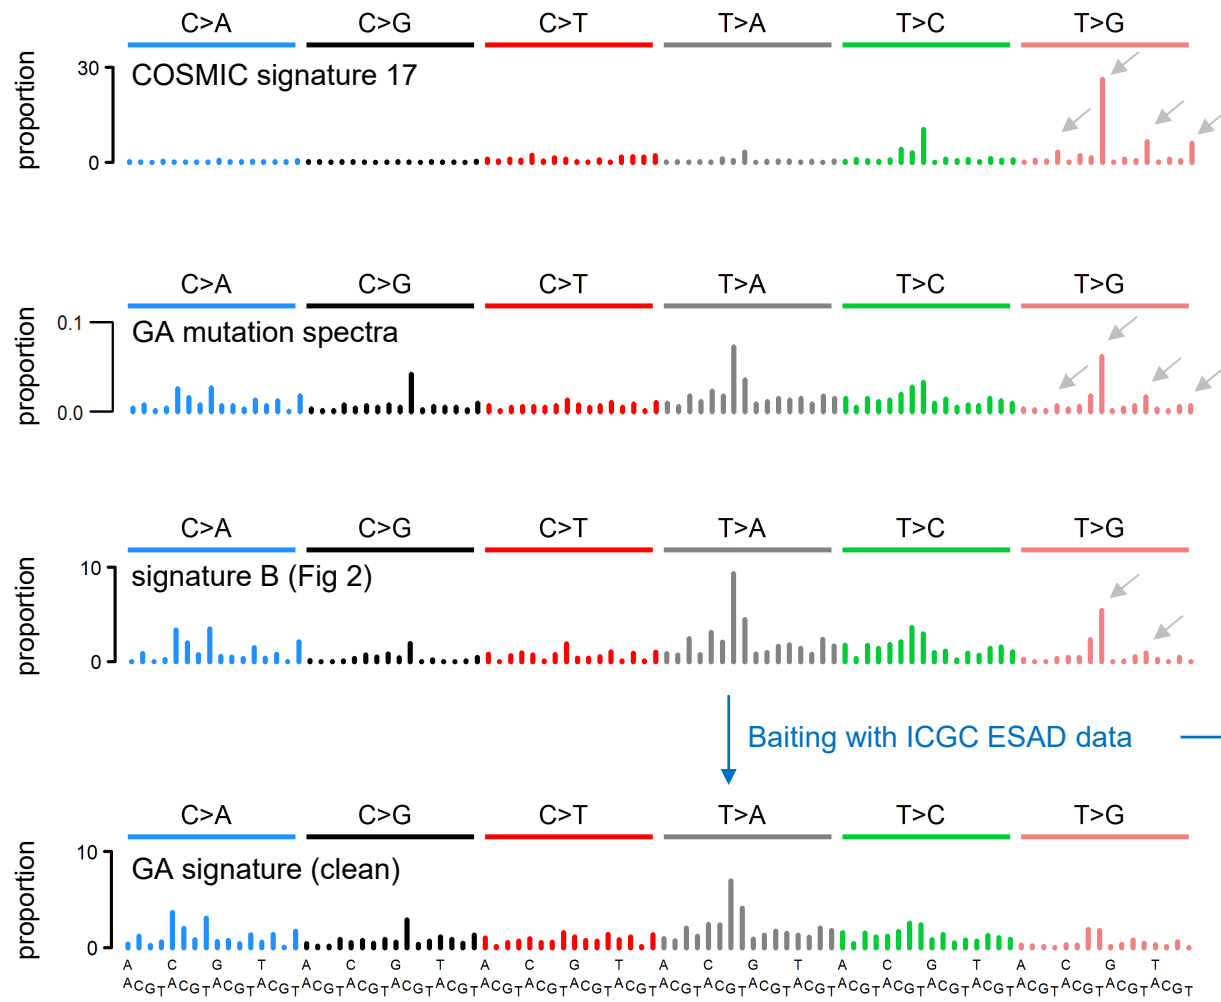 C>A C>G C>T T>A T>C T>G
proportion
30
COSMIC signature 17
0
C>A C>G C>T T>A T>C T>G
proportion
0.1
GA mutation spectra
0.0
C>A C>G C>T T>A T>C T>G
proportion
10
signature B (Fig 2)
0
Baiting with ICGC ESAD data
C>A C>G C>T T>A T>C T>G
proportion
10
GA signature (clean)
0
A C G T A C G T A C G T A C G T A C G T A C G T
ACGTACGTACGTACGTACGTACGTACGTACGTACGTACGTACGTACGTACGTACGTACGTACGTACGTACGTACGTACGTACGTACGTACGTACGT